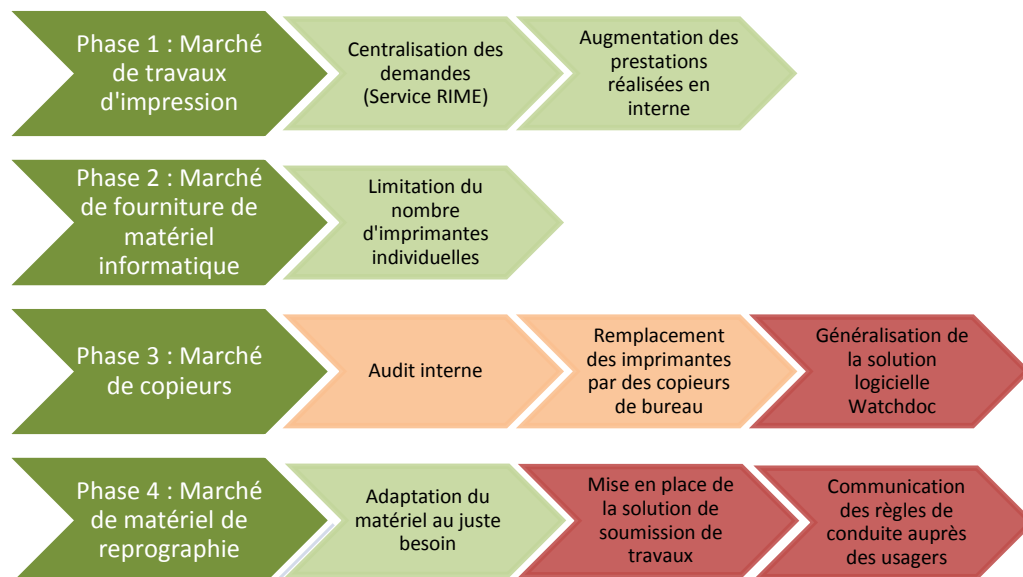 Phase 1 : Marché
de travaux
d'impression
Centralisation des
demandes
(Service RIME)
Augmentation des
prestations
réalisées en
interne
Phase 2 : Marché
de fourniture de
matériel
informatique
Limitation du
nombre
d'imprimantes
individuelles
Phase 3 : Marché
de copieurs
Audit interne
Remplacement
des imprimantes
par des copieurs
de bureau
Généralisation de
la solution
logicielle
Watchdoc
Phase 4 : Marché
de matériel de
reprographie
Adaptation du
matériel au juste
besoin
Mise en place de
la solution de
soumission de
travaux
Communication
des règles de
conduite auprès
des usagers